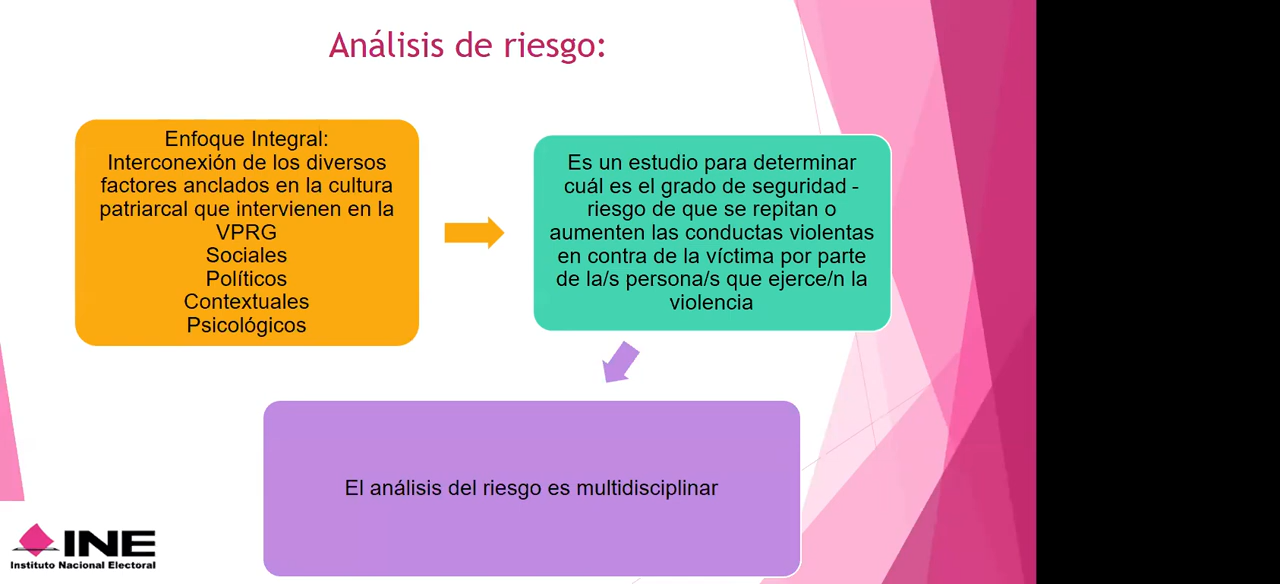 Análisis de riesgo:
Enfoque Integral:
Interconexión de los diversos
factores anclados en la cultura
patriarcal que intervienen en la
VPRG
Sociales
Políticos
Contextuales
Psicológicos
Es un estudio para determinar
cuál es el grado de seguridad -
riesgo de que se repitan o
aumenten las conductas violentas
en contra de la víctima por parte
de la/s persona/s que ejerce/n la
violencia
El análisis del riesgo es multidisciplinar
INE
Instituto Nacional Electoral